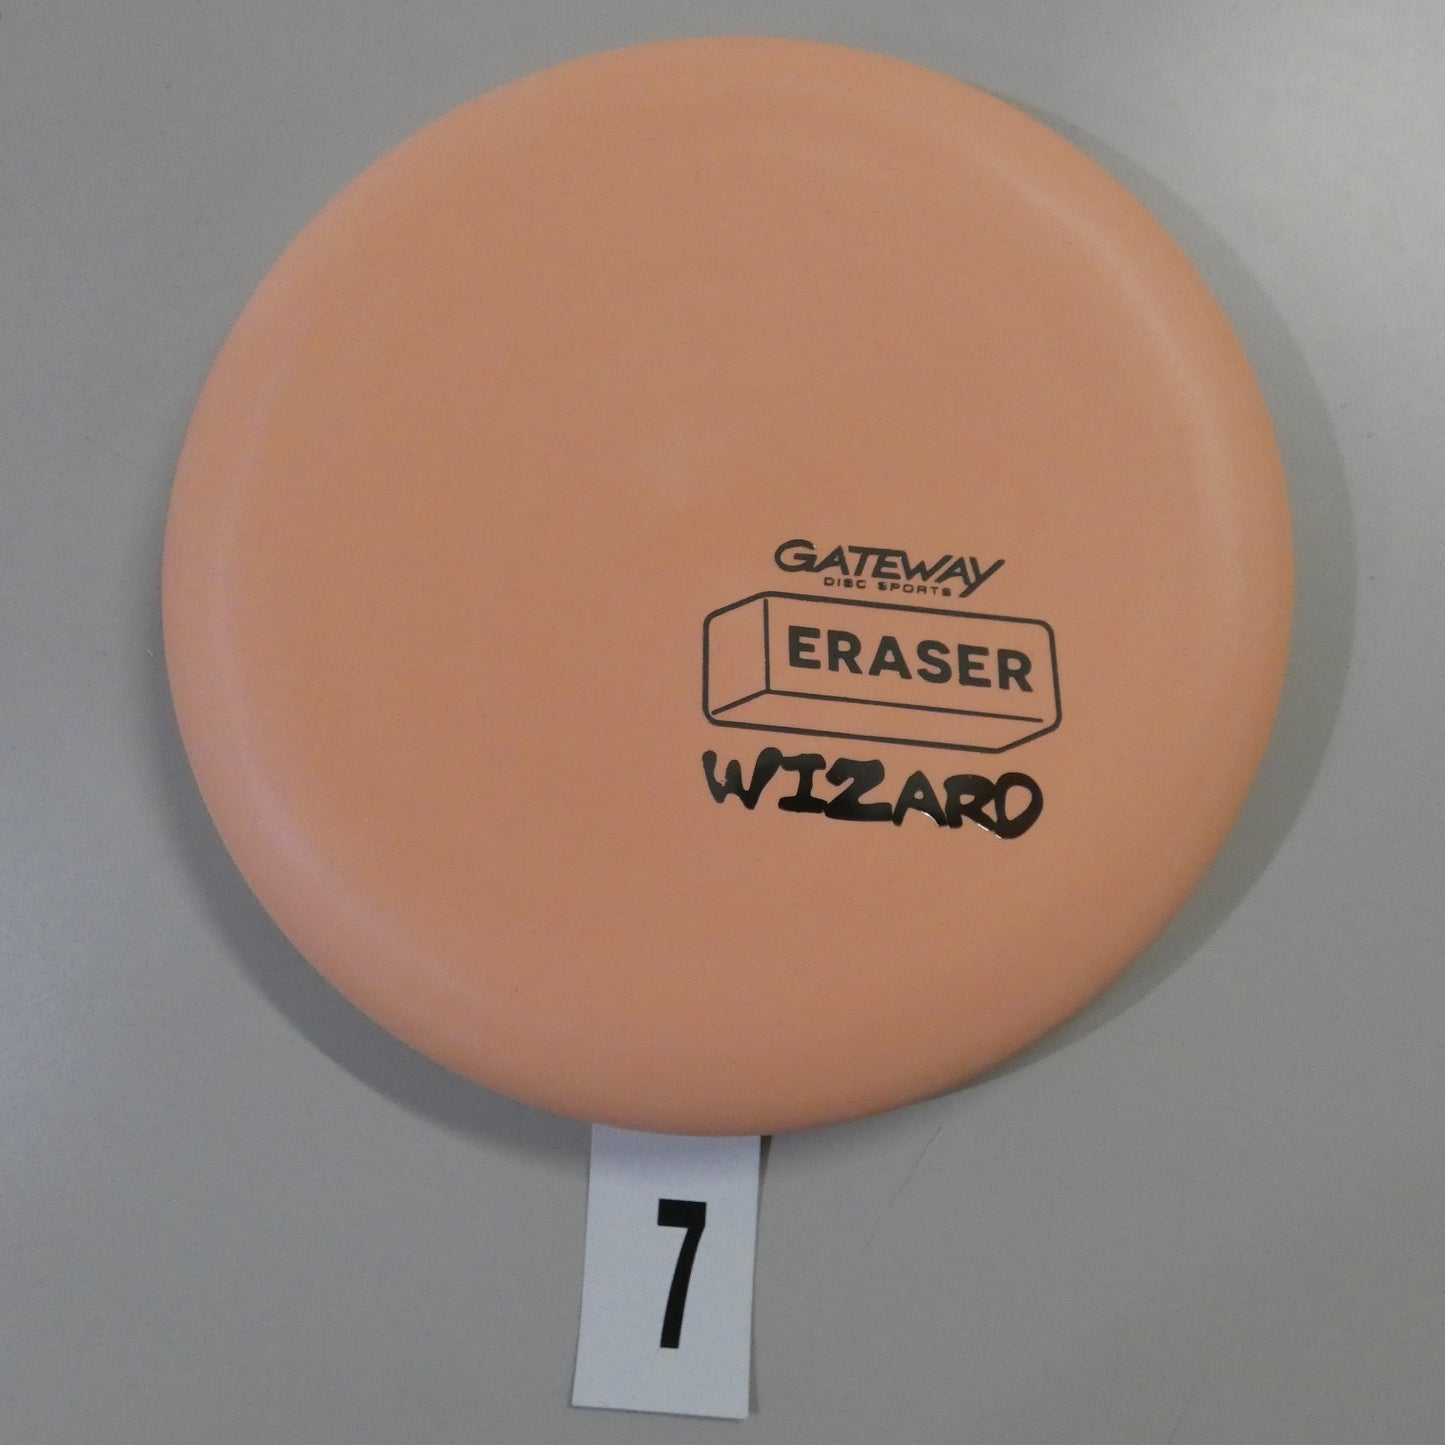 GATEWAY
DISC SPORTS
ERASER
WIZARD
7